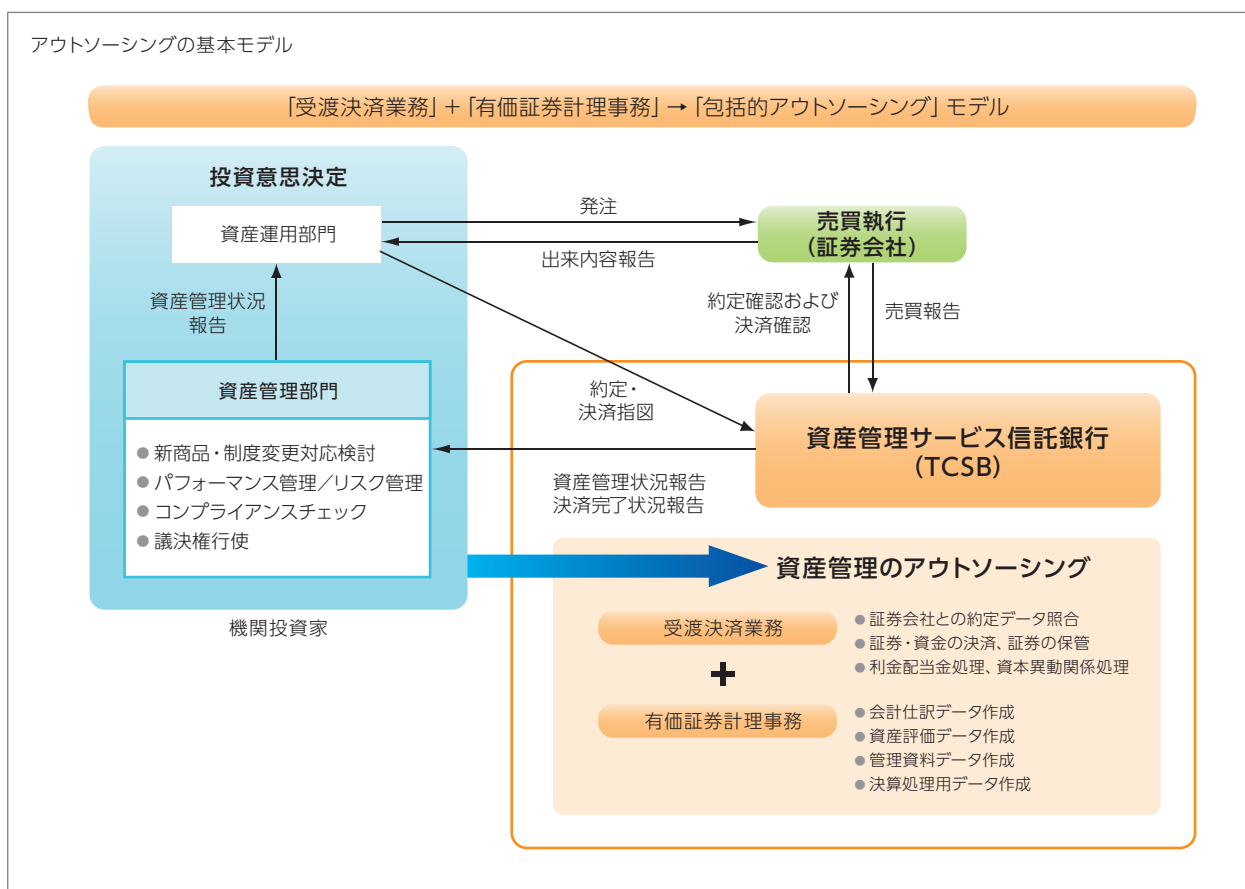 アウトソーシングの基本モデル
「受渡決済業務」+「有価証券計理事務」→「包括的アウトソーシング」モデル
投資意思決定
資産運用部門
発注
出来内容報告
売買執行
（証券会社）
資産管理状況
報告
約定確認および
決済確認
売買報告
資産管理部門
● 新商品・制度変更対応検討
● パフォーマンス管理／リスク管理
● コンプライアンスチェック
● 議決権行使
機関投資家
約定・
決済指図
資産管理サービス信託銀行
(TCSB)
資産管理状況報告
決済完了状況報告
資産管理のアウトソーシング
受渡決済業務
● 証券会社との約定データ照合
● 証券・資金の決済、証券の保管
● 利金配当金処理、資本異動関係処理
+
有価証券計理事務
● 会計仕訳データ作成
● 資産評価データ作成
● 管理資料データ作成
● 決算処理用データ作成